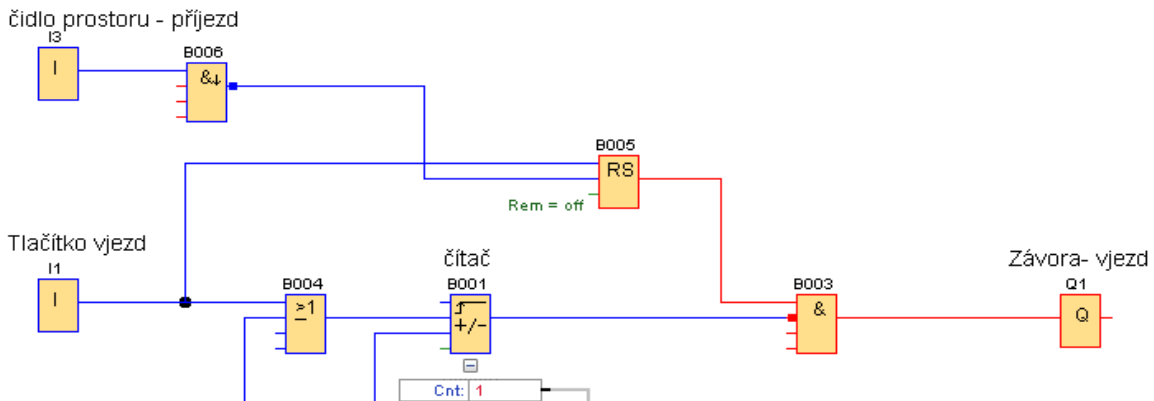 čidlo prostoru - příjezd
I3
I
B006
&↓
B005
RS
Rem = off
Tlačítko vjezd
I1
I
B004
≥1
čítač
B001
+/-
Cnt: 1
B003
&
Závora- vjezd
Q1
Q